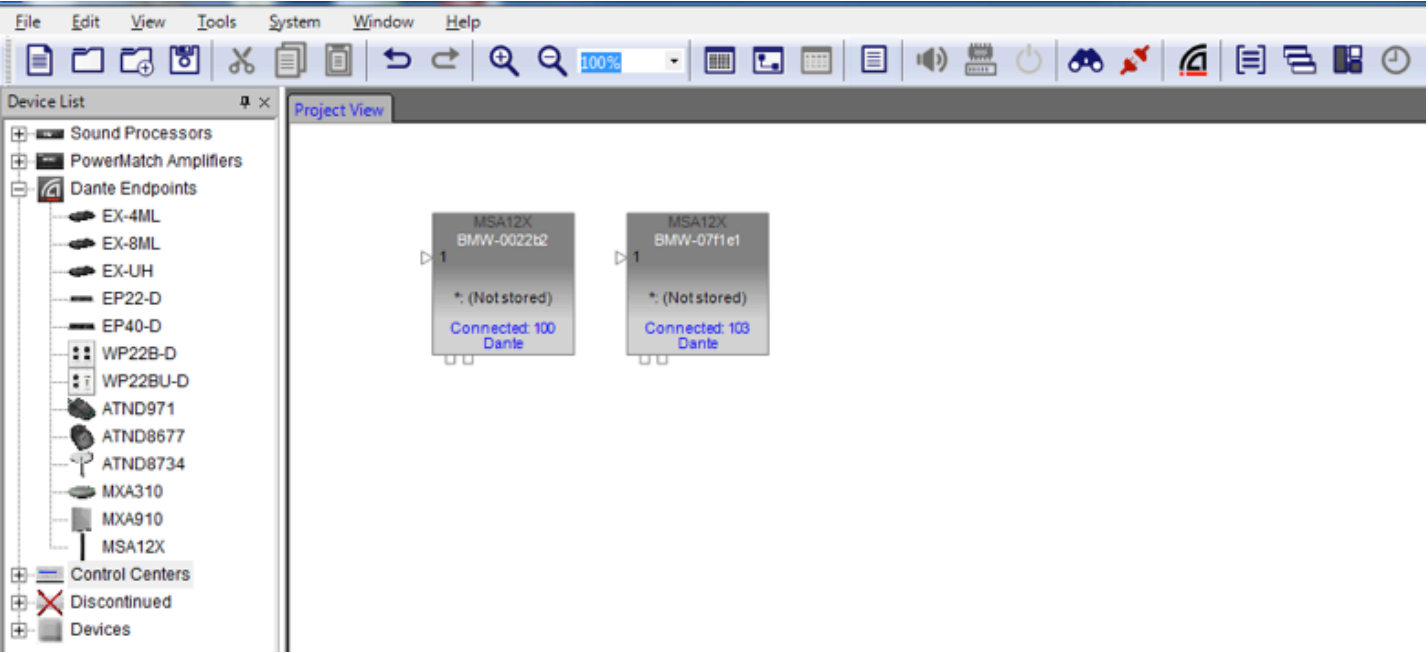 File Edit View Tools System Window Help
100%
Device List
Project View
Sound Processors
PowerMatch Amplifiers
Dante Endpoints
EX-4ML
EX-8ML
EX-UH
EP22-D
EP40-D
WP22B-D
WP22BU-D
ATND971
ATND8677
ATND8734
MXA310
MXA910
MSA12X
Control Centers
Discontinued
Devices
MSA12X
BMW-0022b2
1
*: (Not stored)
Connected: 100
Dante
MSA12X
BMW-07f1e1
1
*: (Not stored)
Connected: 103
Dante